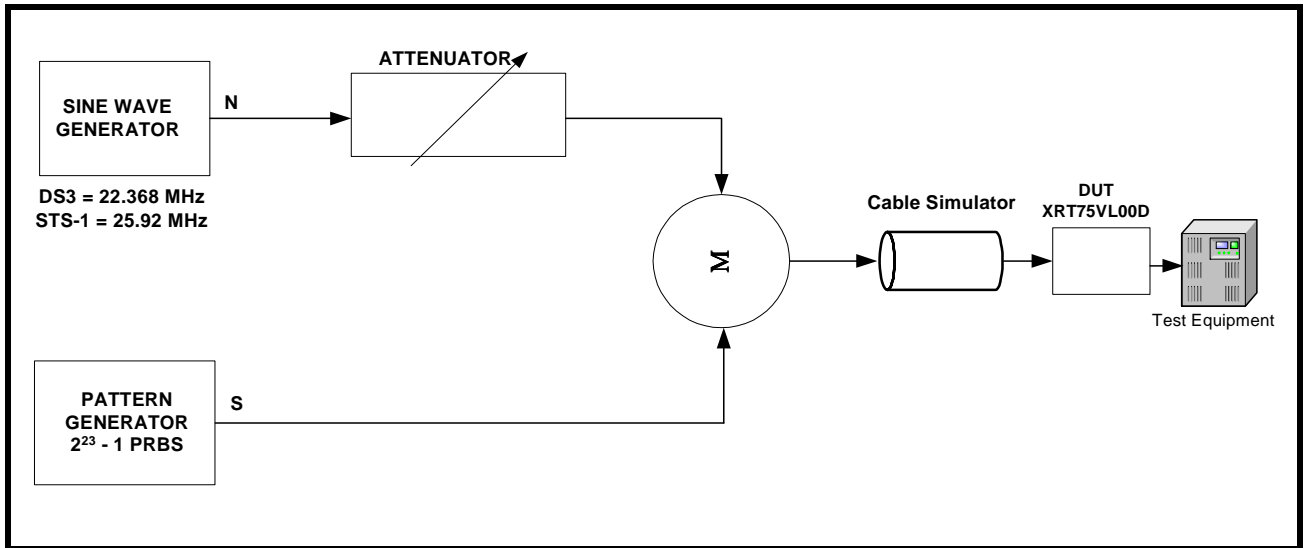 ATTENUATOR
SINE WAVE
GENERATOR
N
DS3 = 22.368 MHz
STS-1 = 25.92 MHz
M
Cable Simulator
DUT
XRT75VL00D
Test Equipment
PATTERN
GENERATOR
2²³ - 1 PRBS
S